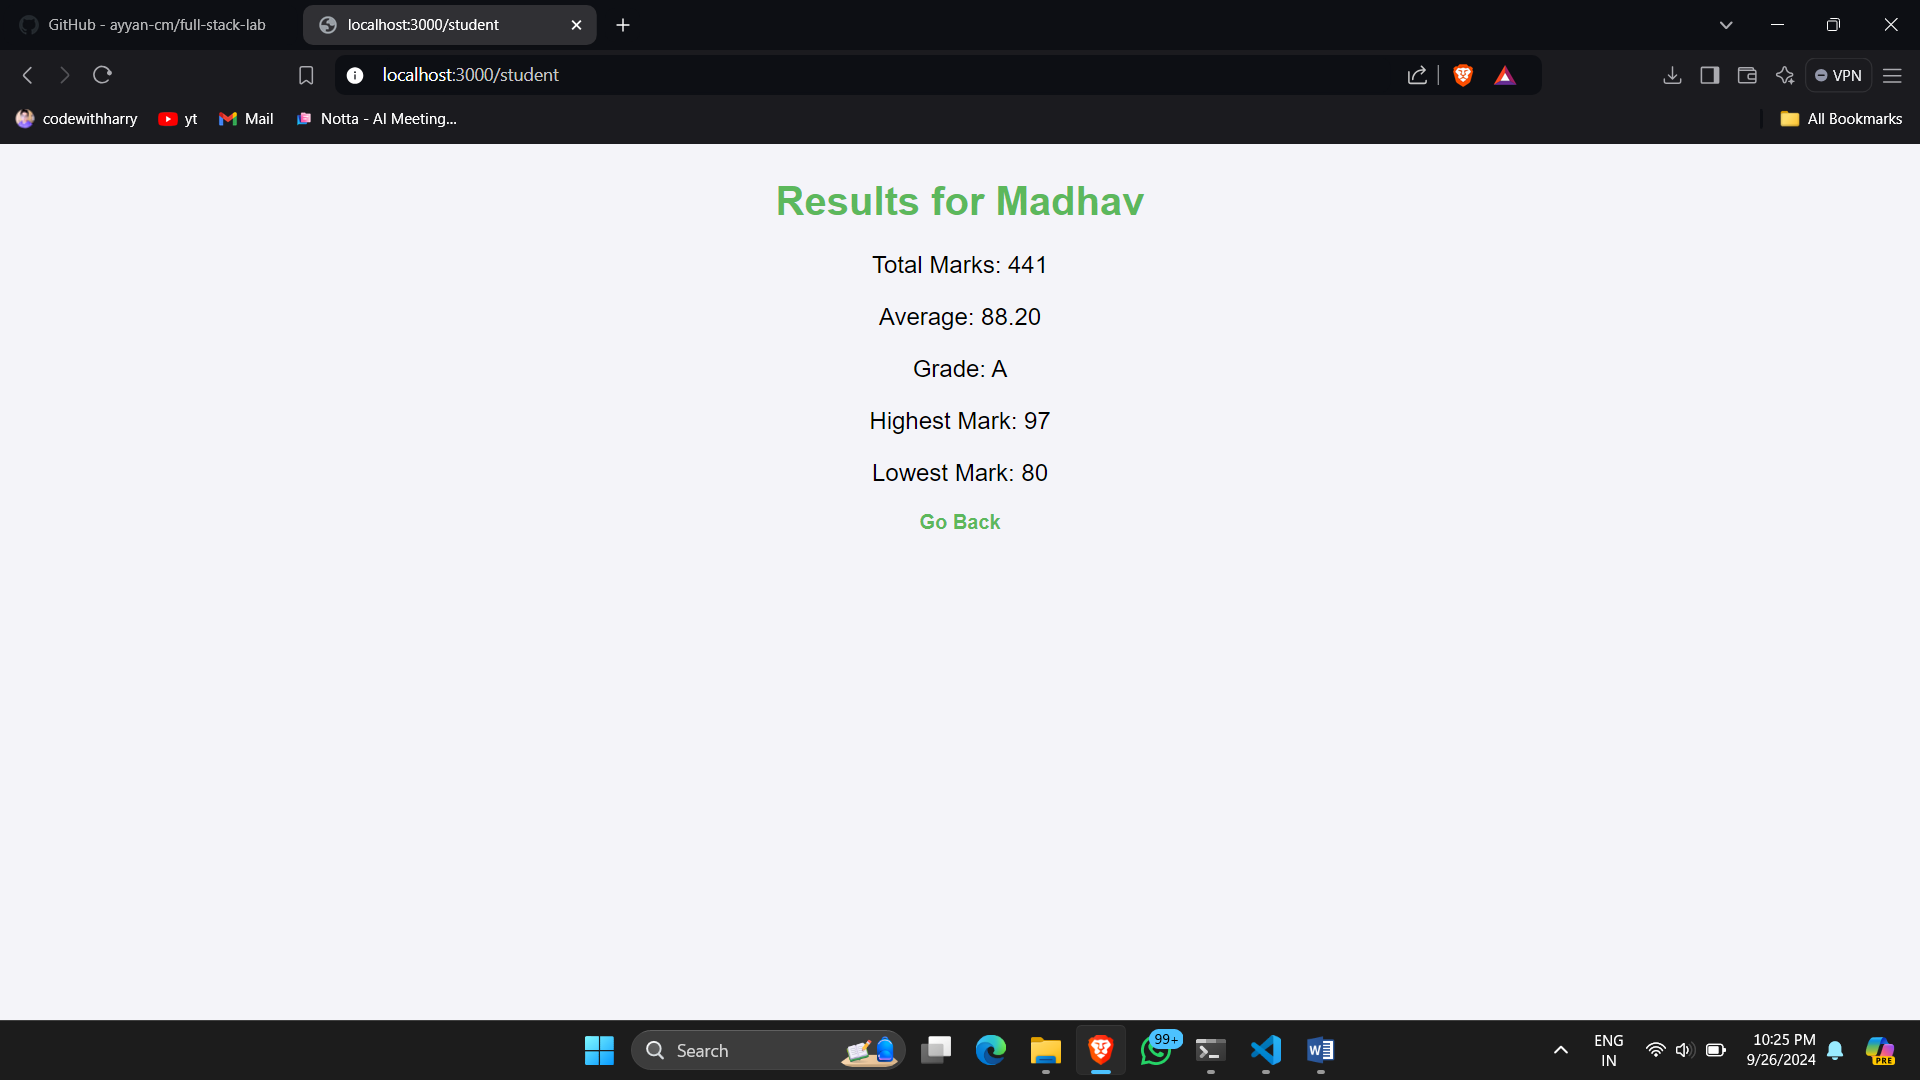 GitHub - ayyan-cm/full-stack-lab
localhost:3000/student
localhost:3000/student
VPN
codewithharry
yt
Mail
Notta - AI Meeting...
All Bookmarks
Results for Madhav
Total Marks: 441
Average: 88.20
Grade: A
Highest Mark: 97
Lowest Mark: 80
Go Back
Search
99+
ENG
IN
10:25 PM
9/26/2024
PRE